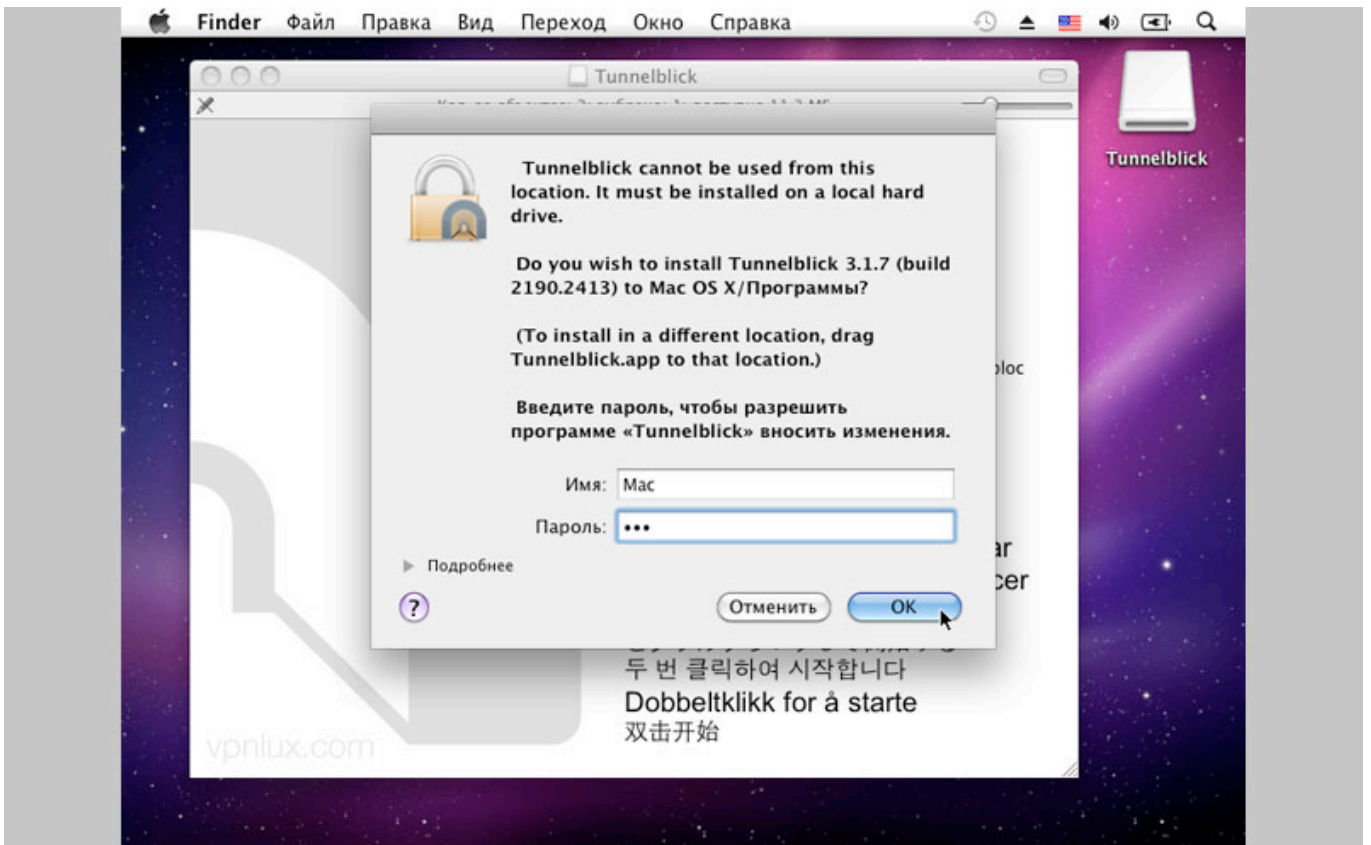 Finder Файл Правка Вид Переход Окно Справка
Tunnelblick
Tunnelblick
Tunnelblick cannot be used from this
location. It must be installed on a local hard
drive.
Do you wish to install Tunnelblick 3.1.7 (build
2190.2413) to Mac OS X/Программы?
(To install in a different location, drag
Tunnelblick.app to that location.)
Введите пароль, чтобы разрешить
программе «Tunnelblick» вносить изменения.
Имя: Mac
Пароль: •••
Подробнее
?
Отменить OK
두 번 클릭하여 시작합니다
Dobbeltklikk for å starte
双击开始
vpnlux.com